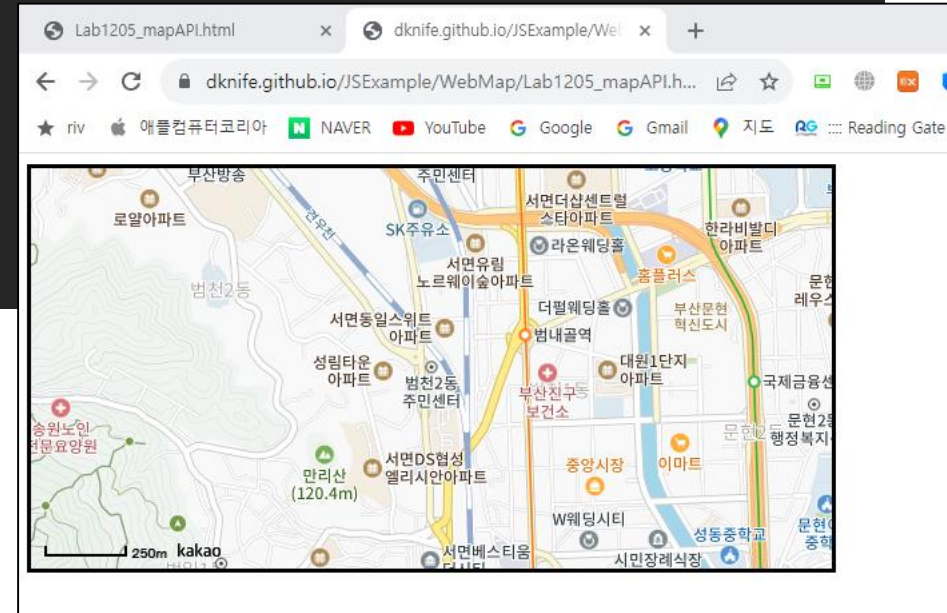 Lab1205_mapAPI.html
dknife.github.io/JSExample/We
dknife.github.io/JSExample/WebMap/Lab1205_mapAPI.h...
riv 애플컴퓨터코리아 NAVER YouTube Google Gmail 지도 :::: Reading Gate
부산방송
주민센터
로얄아파트
SK주유소
서면더샵센트럴
스타아파트
한라비발디
아파트
라온웨딩홀
서면유림
노르웨이숲아파트
홈플러스
범천2동
더펄웨딩홀
부산문현
혁신도시
서면동일스위트
아파트
범내골역
성림타운
아파트
범천2동
주민센터
대원1단지
아파트
부산진구
보건소
송원노인
전문요양원
행정복지
만리산
(120.4m)
서면DS협성
엘리시안아파트
중앙시장
이마트
W웨딩시티
성동중학교
250m kakao
서면베스티움
시민장례식장